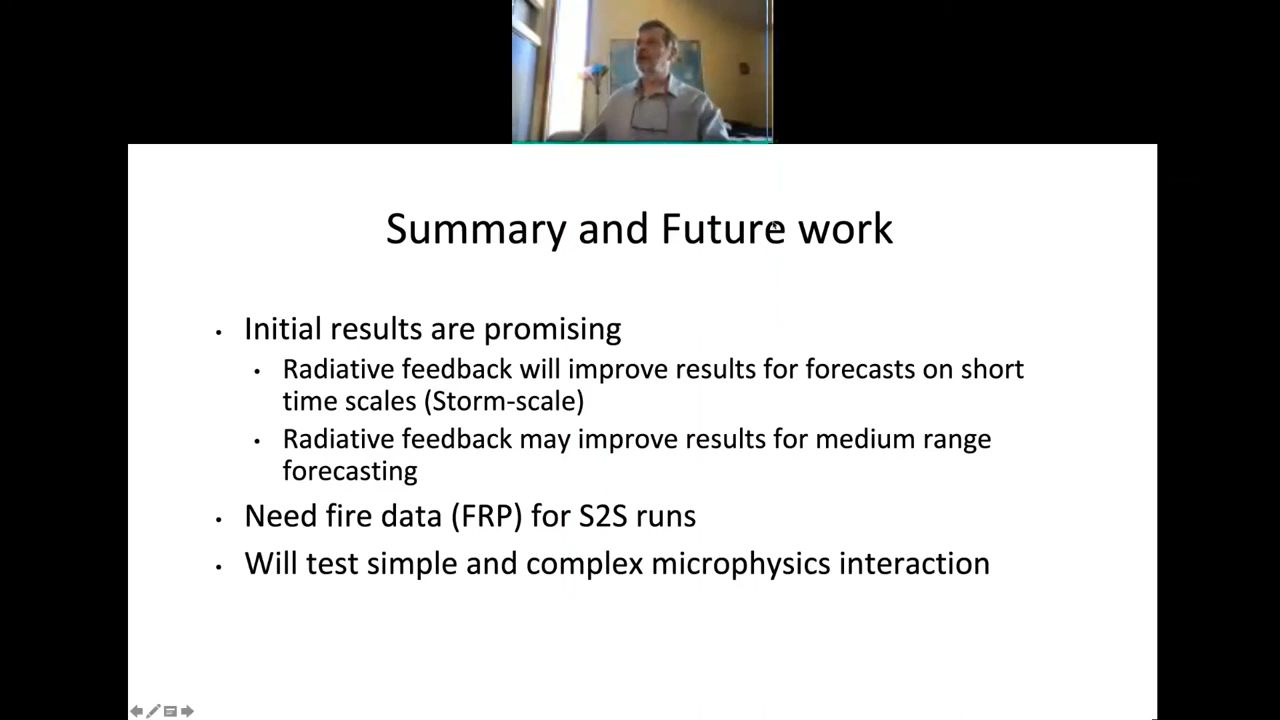 Summary and Future work
• Initial results are promising
• Radiative feedback will improve results for forecasts on short
time scales (Storm-scale)
• Radiative feedback may improve results for medium range
forecasting
• Need fire data (FRP) for S2S runs
• Will test simple and complex microphysics interaction